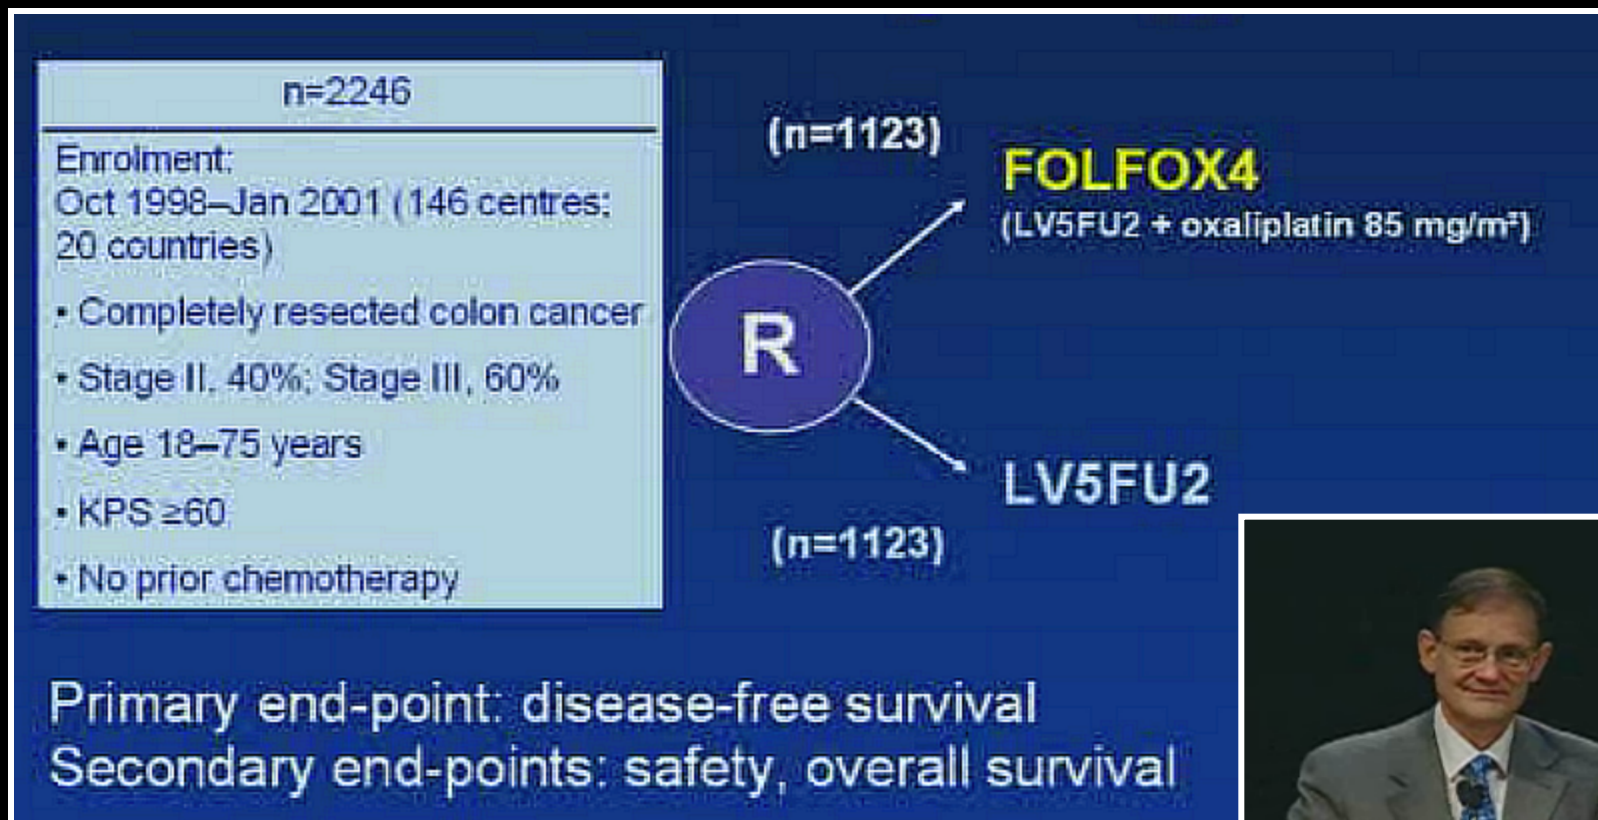 n=2246
Enrolment:
Oct 1998–Jan 2001 (146 centres;
20 countries)
• Completely resected colon cancer
• Stage II, 40%; Stage III, 60%
• Age 18–75 years
• KPS ≥60
• No prior chemotherapy
(n=1123)
FOLFOX4
(LV5FU2 + oxaliplatin 85 mg/m²)
R
LV5FU2
(n=1123)
Primary end-point: disease-free survival
Secondary end-points: safety, overall survival